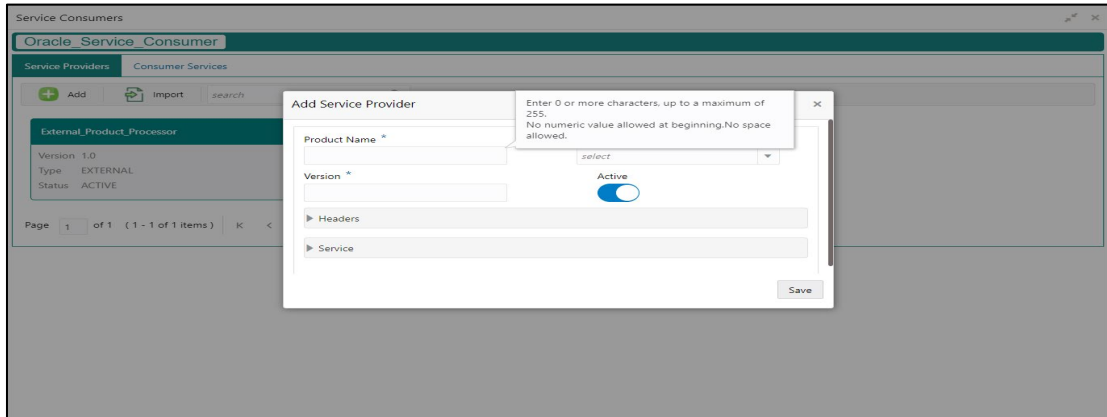 Service Consumers
Oracle_Service_Consumer
Service Providers Consumer Services
Add Import search
External_Product_Processor
Version 1.0
Type EXTERNAL
Status ACTIVE
Page 1 of 1 ( 1 - 1 of 1 items )
Add Service Provider
Enter 0 or more characters, up to a maximum of
255.
No numeric value allowed at beginning.No space
allowed.
Product Name *
select
Version *
Active
Headers
Service
Save